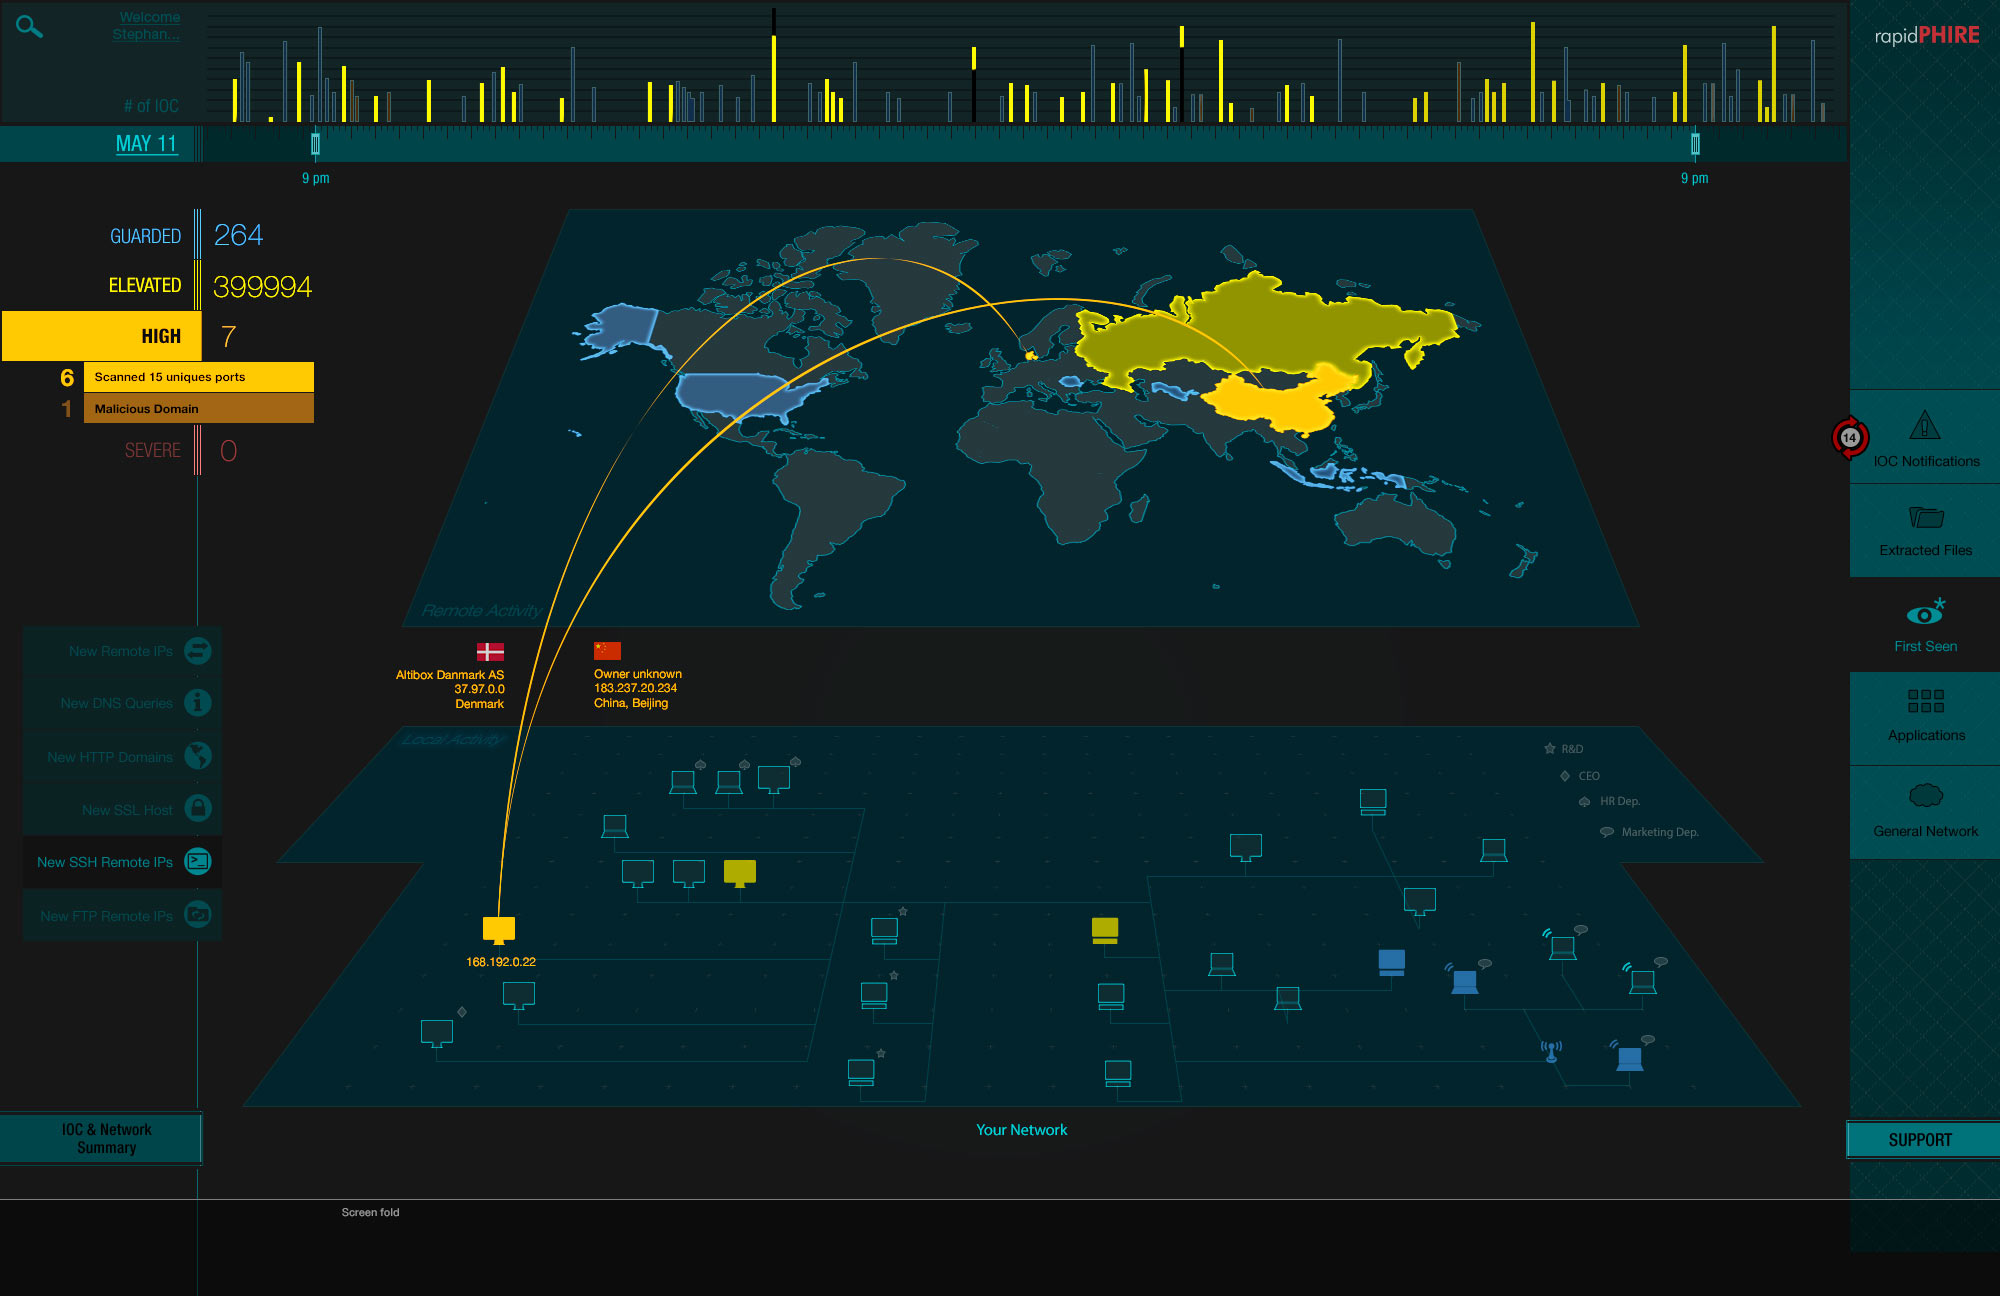 Welcome
Stephan...
# of IOC
rapidPHIRE
MAY 11
9 pm
9 pm
GUARDED 264
ELEVATED 399994
HIGH 7
6 Scanned 15 uniques ports
1 Malicious Domain
SEVERE 0
14
IOC Notifications
Extracted Files
First Seen
Applications
General Network
Remote Activity
Altibox Danmark AS
37.97.0.0
Denmark
Owner unknown
183.237.20.234
China, Beijing
New Remote IPs
New DNS Queries
New HTTP Domains
New SSL Host
New SSH Remote IPs
New FTP Remote IPs
Local Activity
R&D
CEO
HR Dep.
Marketing Dep.
168.192.0.22
IOC & Network
Summary
Your Network
SUPPORT
Screen fold